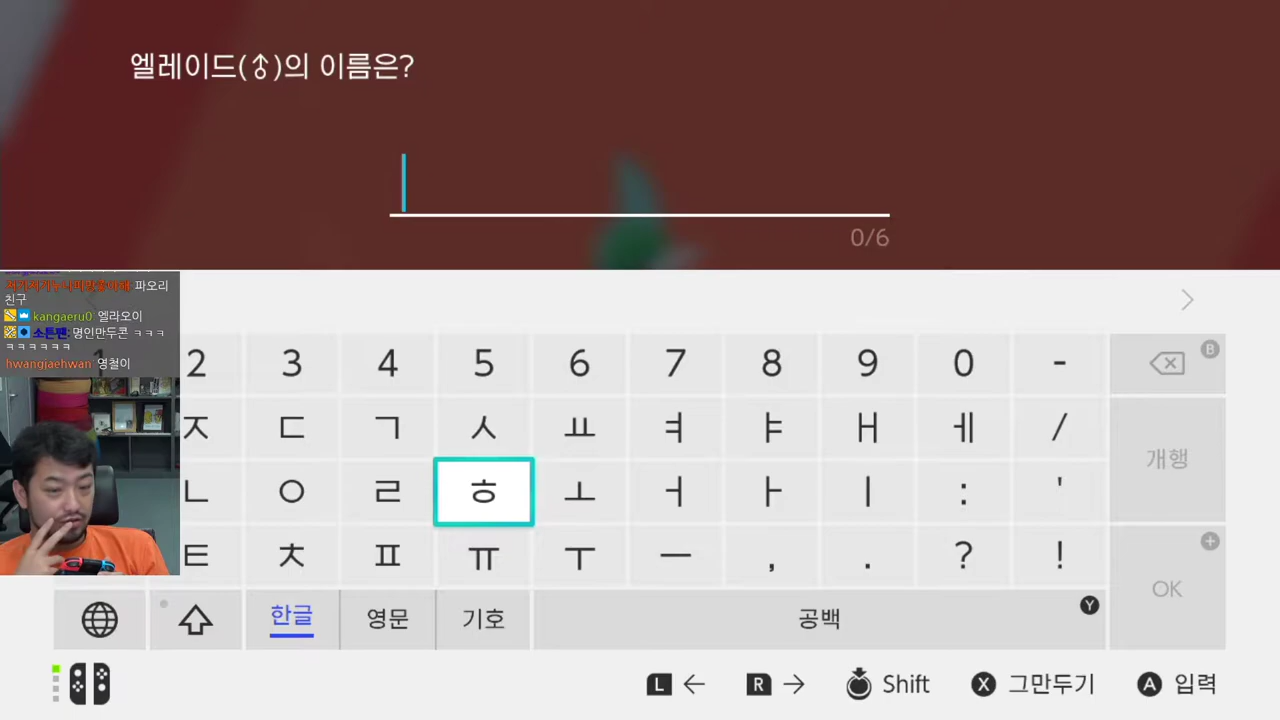 엘레이드(♂)의 이름은?
0/6
파오리
친구
kangaeru0: 엘라오이
소튼팬: 명인만두콘 ㅋㅋㅋ
ㅋㅋㅋㅋㅋㅋ
hwangjaehwan: 영철이
1 2 3 4 5 6 7 8 9 0 - B
ㅈ ㄷ ㄱ ㅅ ㅛ ㅕ ㅑ ㅐ ㅔ /
개행
ㄴ ㅇ ㄹ ㅎ ㅗ ㅓ ㅏ ㅣ : '
ㅌ ㅊ ㅍ ㅠ ㅜ ㅡ , . ? !
OK
한글 영문 기호 공백 Y
L ← R → Shift X 그만두기 A 입력